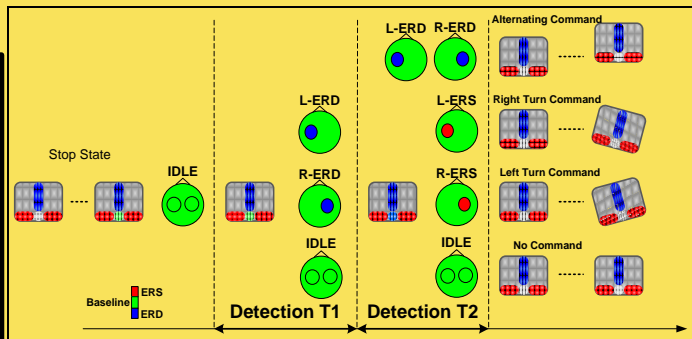 L-ERD R-ERD Alternating Command
L-ERD L-ERS Right Turn Command
Stop State
IDLE R-ERD R-ERS Left Turn Command
IDLE IDLE No Command
ERS
Baseline
ERD
Detection T1 Detection T2